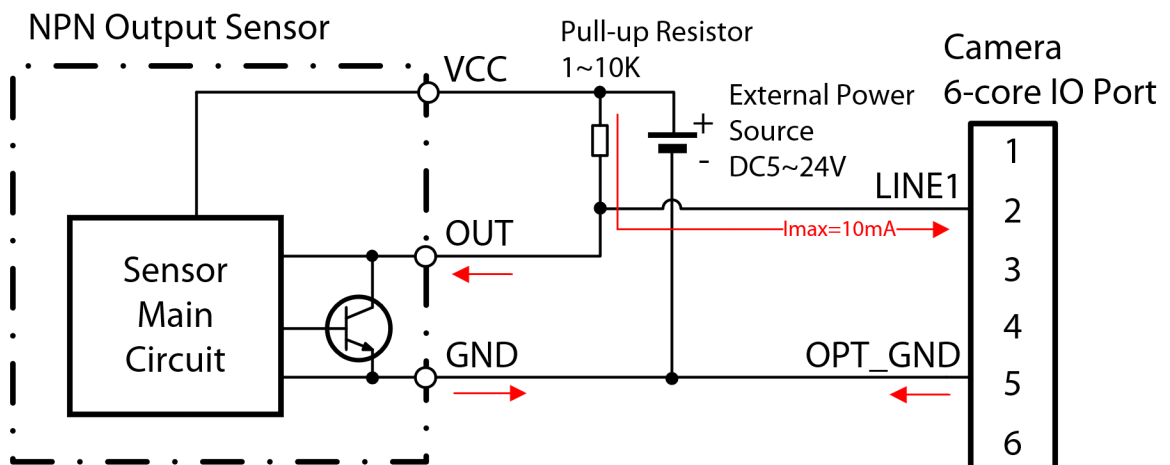 NPN Output Sensor
VCC
Pull-up Resistor
1~10K
External Power
Source
DC5~24V
+
-
Camera
6-core IO Port
1
LINE1
2
Imax=10mA
OUT
3
Sensor
Main
Circuit
4
GND
OPT_GND
5
6